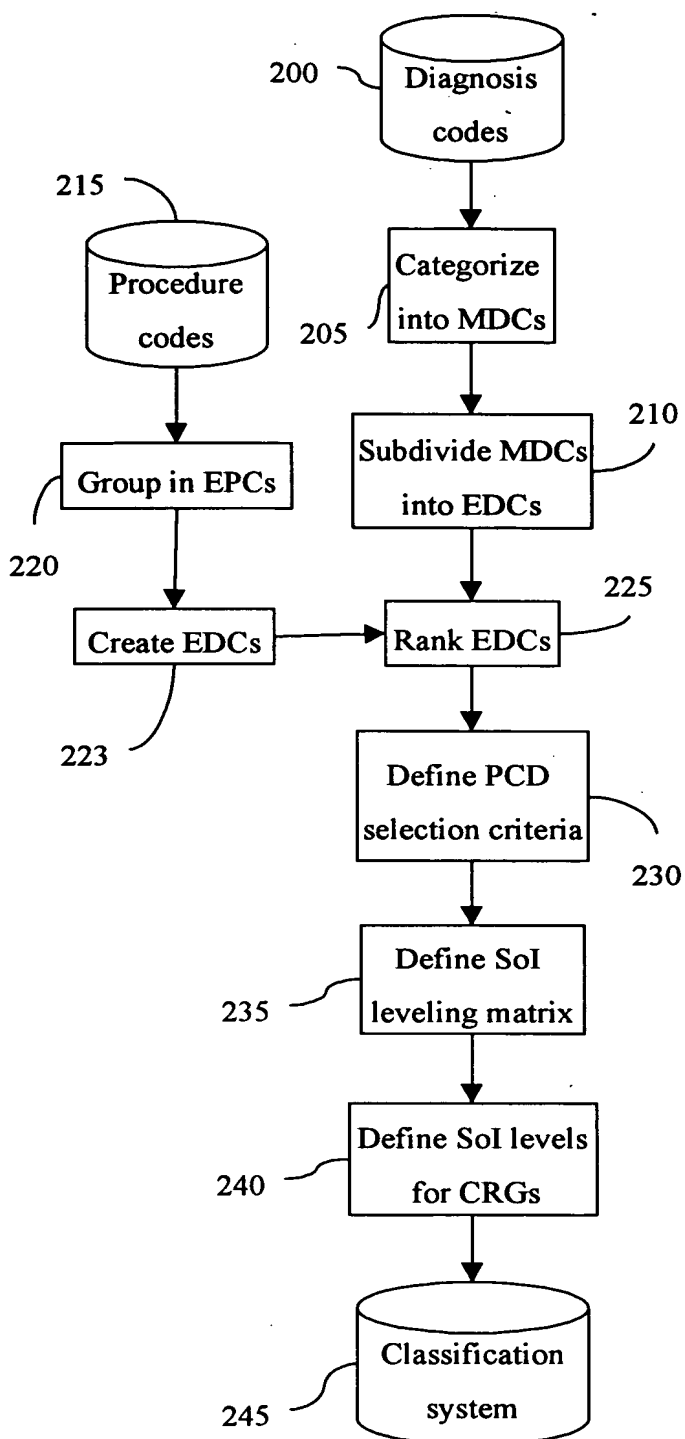 200
Diagnosis
codes
215
Procedure
codes
205
Categorize
into MDCs
210
Subdivide MDCs
into EDCs
220
Group in EPCs
223
Create EDCs
225
Rank EDCs
Define PCD
selection criteria
230
235
Define SoI
leveling matrix
240
Define SoI levels
for CRGs
245
Classification
system